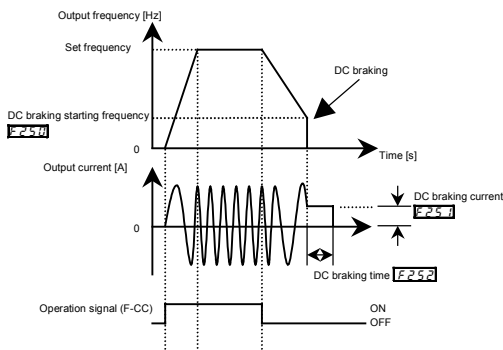 Output frequency [Hz]
Set frequency
DC braking
DC braking starting frequency
F250
0
Time [s]
Output current [A]
DC braking current
F251
0
DC braking time F252
Operation signal (F-CC)
ON
OFF